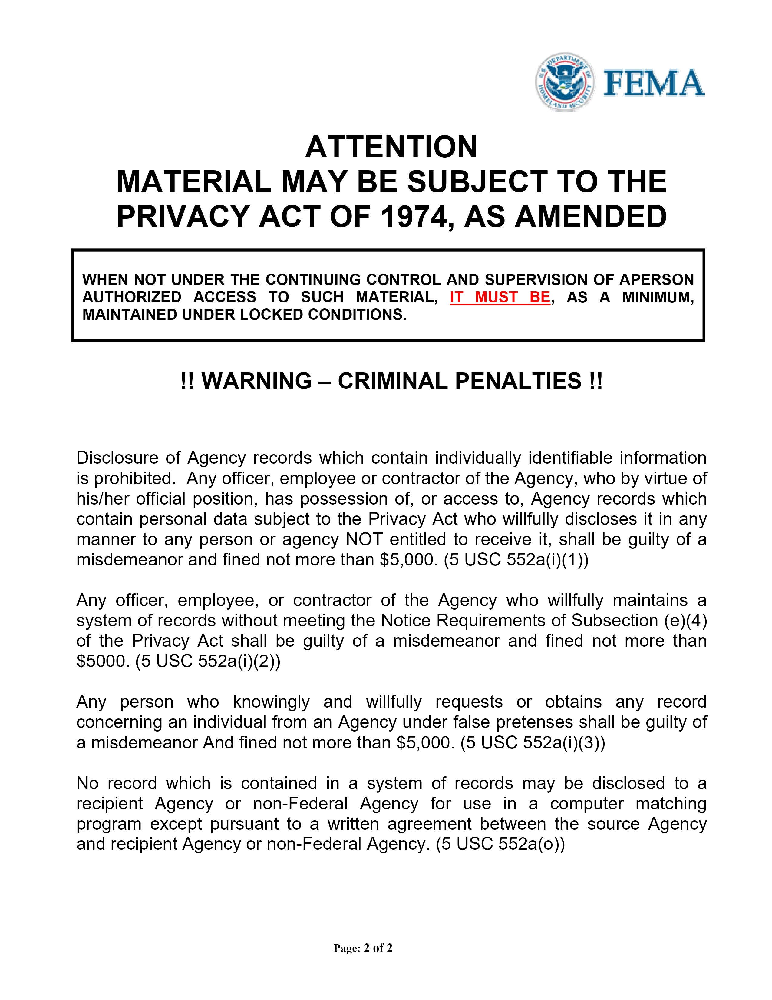 U.S. DEPARTMENT OF HOMELAND SECURITY
FEMA
ATTENTION
MATERIAL MAY BE SUBJECT TO THE
PRIVACY ACT OF 1974, AS AMENDED
WHEN NOT UNDER THE CONTINUING CONTROL AND SUPERVISION OF APERSON
AUTHORIZED ACCESS TO SUCH MATERIAL, IT MUST BE, AS A MINIMUM,
MAINTAINED UNDER LOCKED CONDITIONS.
!! WARNING – CRIMINAL PENALTIES !!
Disclosure of Agency records which contain individually identifiable information
is prohibited. Any officer, employee or contractor of the Agency, who by virtue of
his/her official position, has possession of, or access to, Agency records which
contain personal data subject to the Privacy Act who willfully discloses it in any
manner to any person or agency NOT entitled to receive it, shall be guilty of a
misdemeanor and fined not more than $5,000. (5 USC 552a(i)(1))
Any officer, employee, or contractor of the Agency who willfully maintains a
system of records without meeting the Notice Requirements of Subsection (e)(4)
of the Privacy Act shall be guilty of a misdemeanor and fined not more than
$5000. (5 USC 552a(i)(2))
Any person who knowingly and willfully requests or obtains any record
concerning an individual from an Agency under false pretenses shall be guilty of
a misdemeanor And fined not more than $5,000. (5 USC 552a(i)(3))
No record which is contained in a system of records may be disclosed to a
recipient Agency or non-Federal Agency for use in a computer matching
program except pursuant to a written agreement between the source Agency
and recipient Agency or non-Federal Agency. (5 USC 552a(o))
Page: 2 of 2